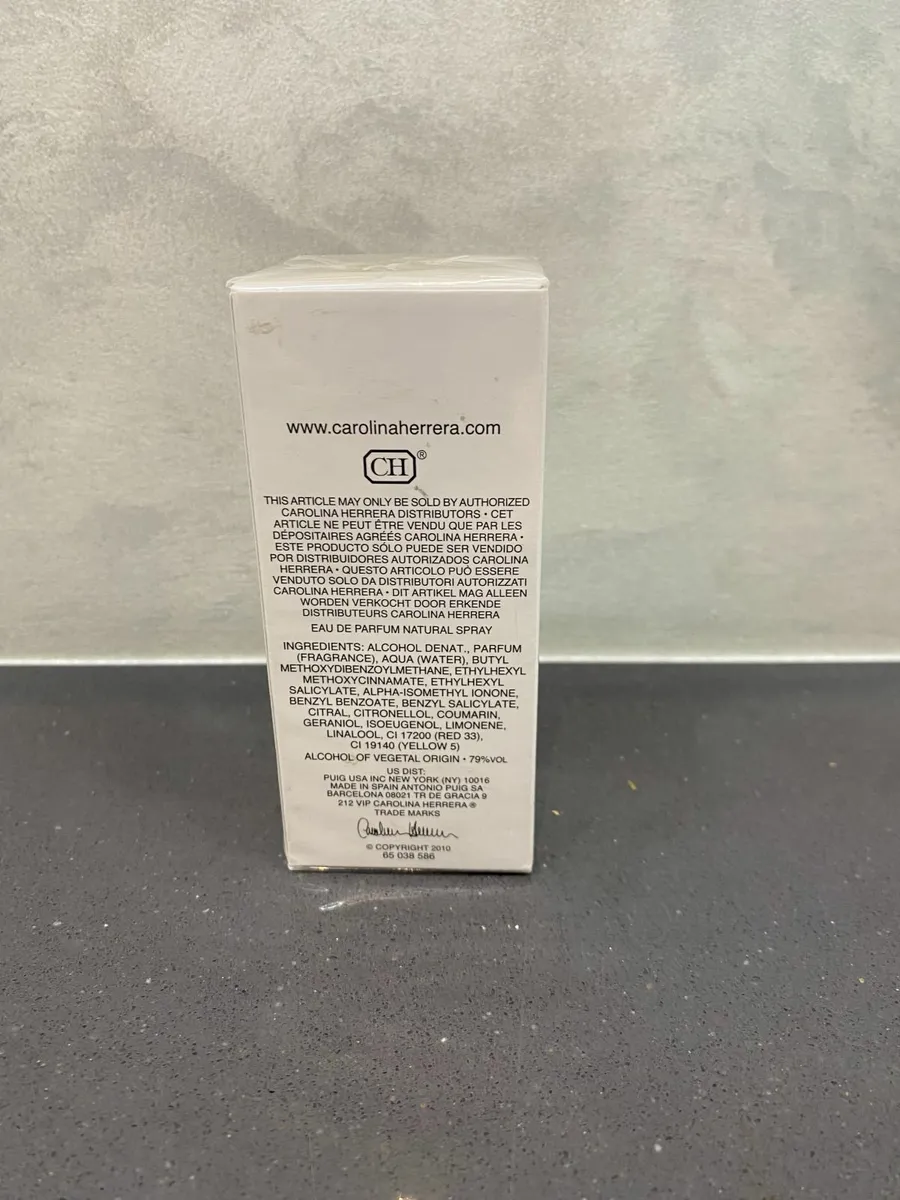 www.carolinaherrera.com
CH®
THIS ARTICLE MAY ONLY BE SOLD BY AUTHORIZED
CAROLINA HERRERA DISTRIBUTORS • CET
ARTICLE NE PEUT ÊTRE VENDU QUE PAR LES
DÉPOSITAIRES AGRÉÉS CAROLINA HERRERA •
ESTE PRODUCTO SÓLO PUEDE SER VENDIDO
POR DISTRIBUIDORES AUTORIZADOS CAROLINA
HERRERA • QUESTO ARTICOLO PUÓ ESSERE
VENDUTO SOLO DA DISTRIBUTORI AUTORIZZATI
CAROLINA HERRERA • DIT ARTIKEL MAG ALLEEN
WORDEN VERKOCHT DOOR ERKENDE
DISTRIBUTEURS CAROLINA HERRERA
EAU DE PARFUM NATURAL SPRAY
INGREDIENTS: ALCOHOL DENAT., PARFUM
(FRAGRANCE), AQUA (WATER), BUTYL
METHOXYDIBENZOYLMETHANE, ETHYLHEXYL
METHOXYCINNAMATE, ETHYLHEXYL
SALICYLATE, ALPHA-ISOMETHYL IONONE,
BENZYL BENZOATE, BENZYL SALICYLATE,
CITRAL, CITRONELLOL, COUMARIN,
GERANIOL, ISOEUGENOL, LIMONENE,
LINALOOL, CI 17200 (RED 33),
CI 19140 (YELLOW 5)
ALCOHOL OF VEGETAL ORIGIN • 79%VOL
US DIST:
PUIG USA INC NEW YORK (NY) 10016
MADE IN SPAIN ANTONIO PUIG SA
BARCELONA 08021 TR DE GRACIA 9
212 VIP CAROLINA HERRERA ®
TRADE MARKS
Carolina Herrera
© COPYRIGHT 2010
65 038 586